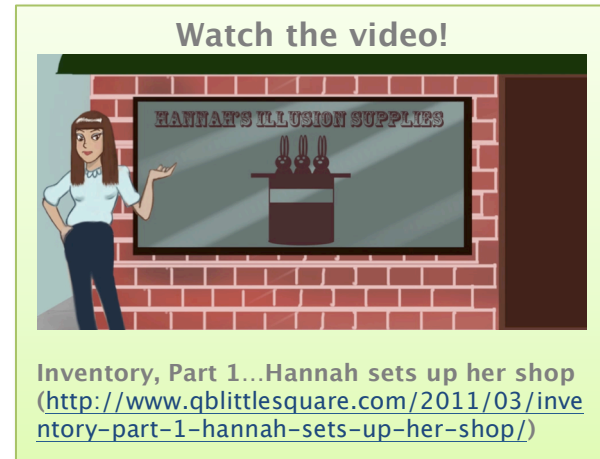 Watch the video!
HANNAH'S ILLUSION SUPPLIES
Inventory, Part 1...Hannah sets up her shop
(http://www.qblittlesquare.com/2011/03/inve
ntory-part-1-hannah-sets-up-her-shop/)